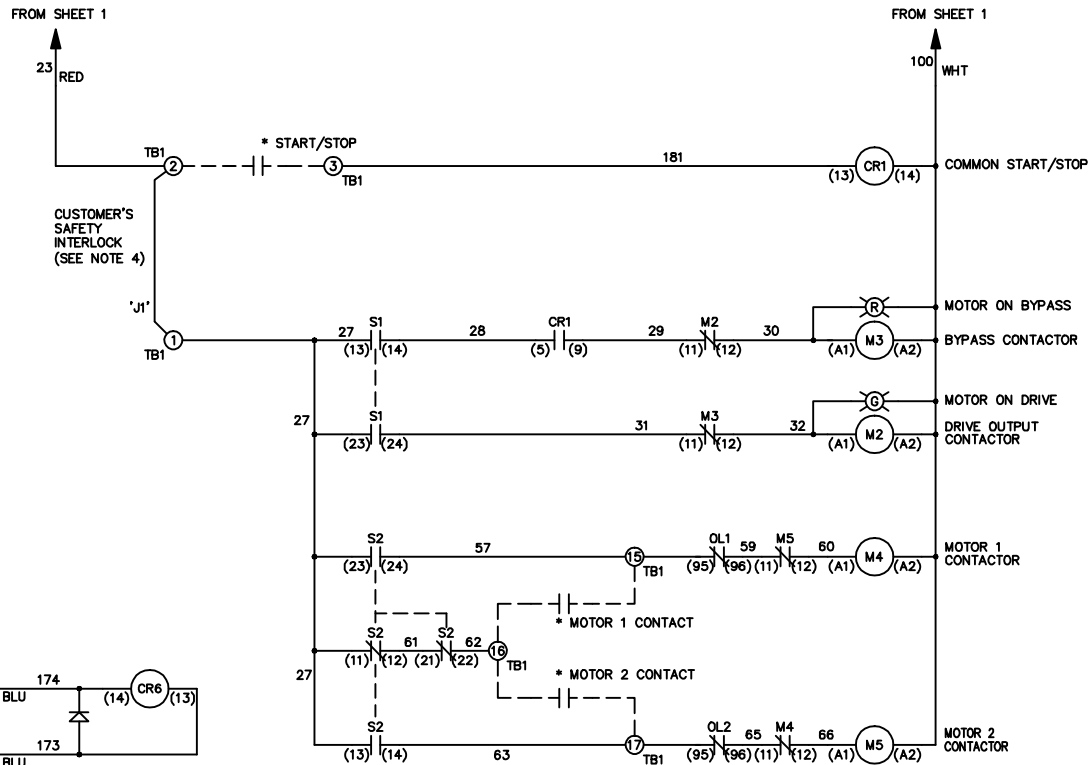 FROM SHEET 1
FROM SHEET 1
23
RED
100
WHT
* START/STOP
TB1
2
3
TB1
181
CR1
(13)
(14)
COMMON START/STOP
CUSTOMER'S
SAFETY
INTERLOCK
(SEE NOTE 4)
'J1'
1
TB1
R
MOTOR ON BYPASS
27
S1
(13)
(14)
28
CR1
(5)
(9)
29
M2
(11)
(12)
30
(A1)
M3
(A2)
BYPASS CONTACTOR
G
MOTOR ON DRIVE
27
S1
(23)
(24)
31
M3
(11)
(12)
32
(A1)
M2
(A2)
DRIVE OUTPUT
CONTACTOR
S2
(23)
(24)
57
15
TB1
OL1
(95)
(96)
59
M5
(11)
(12)
60
(A1)
M4
(A2)
MOTOR 1
CONTACTOR
* MOTOR 1 CONTACT
S2
(11)
(12)
61
S2
(21)
(22)
62
16
TB1
27
* MOTOR 2 CONTACT
174
BLU
(14)
CR6
(13)
173
BLU
S2
(13)
(14)
63
17
TB1
OL2
(95)
(96)
65
M4
(11)
(12)
66
(A1)
M5
(A2)
MOTOR 2
CONTACTOR